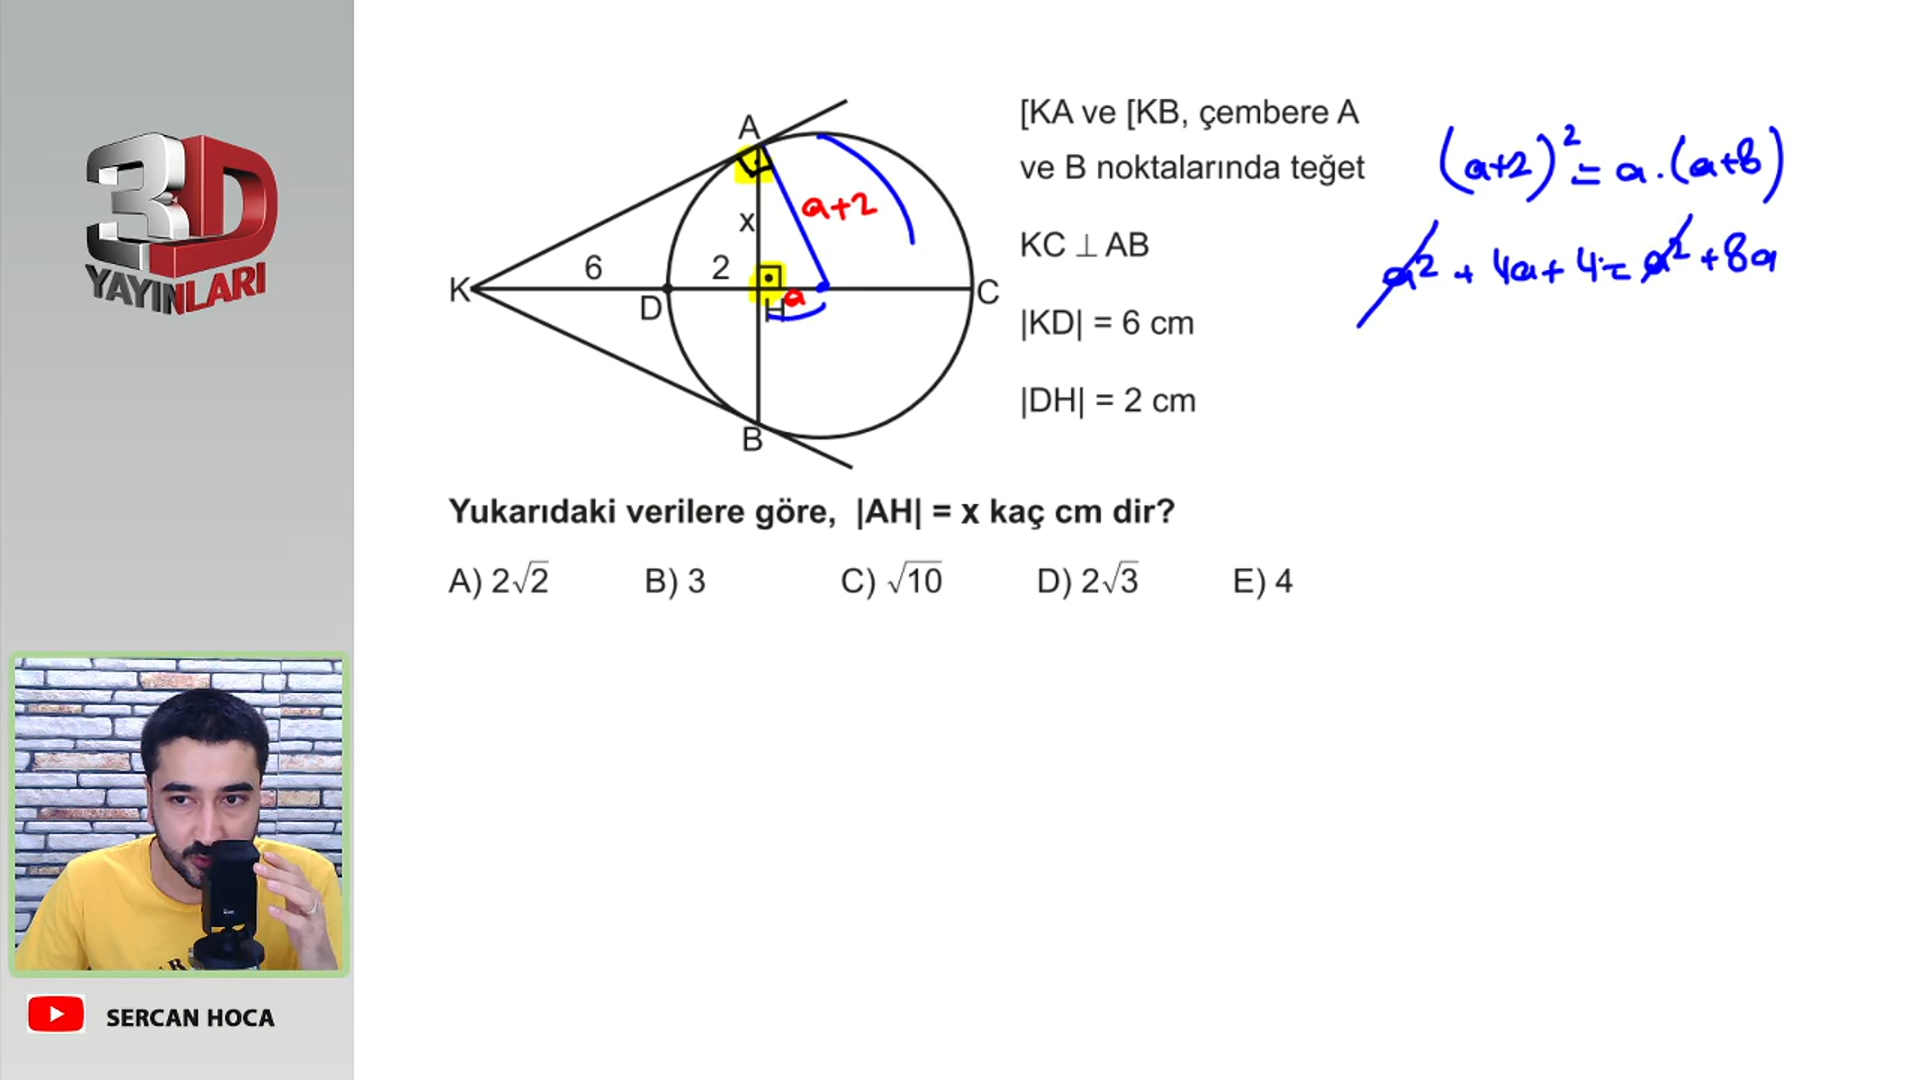 3D
YAYINLARI
A
x
6
2
K
D
H
C
B
a+2
a
[KA ve [KB, çembere A
ve B noktalarında teğet
KC ⊥ AB
|KD| = 6 cm
|DH| = 2 cm
(a+2)² = a.(a+8)
a² + 4a + 4 = a² + 8a
Yukarıdaki verilere göre, |AH| = x kaç cm dir?
A) 2√2 B) 3 C) √10 D) 2√3 E) 4
SERCAN HOCA